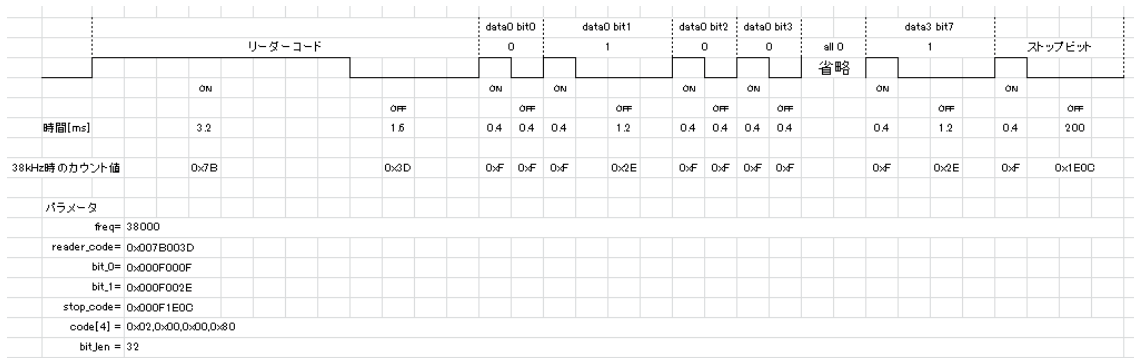 data0 bit0 data0 bit1 data0 bit2 data0 bit3 data3 bit7
リーダーコード 0 1 0 0 all 0 1 ストップビット
省略
ON ON ON ON ON ON ON
OFF OFF OFF OFF OFF OFF OFF
時間[ms] 3.2 1.6 0.4 0.4 0.4 1.2 0.4 0.4 0.4 0.4 0.4 1.2 0.4 200
38kHz時のカウント値 0x7B 0x3D 0xF 0xF 0xF 0x2E 0xF 0xF 0xF 0xF 0xF 0x2E 0xF 0x1E0C
パラメータ
freq= 38000
reader_code= 0x007B003D
bit_0= 0x000F000F
bit_1= 0x000F002E
stop_code= 0x000F1E0C
code[4] = 0x02,0x00,0x00,0x80
bit_len = 32